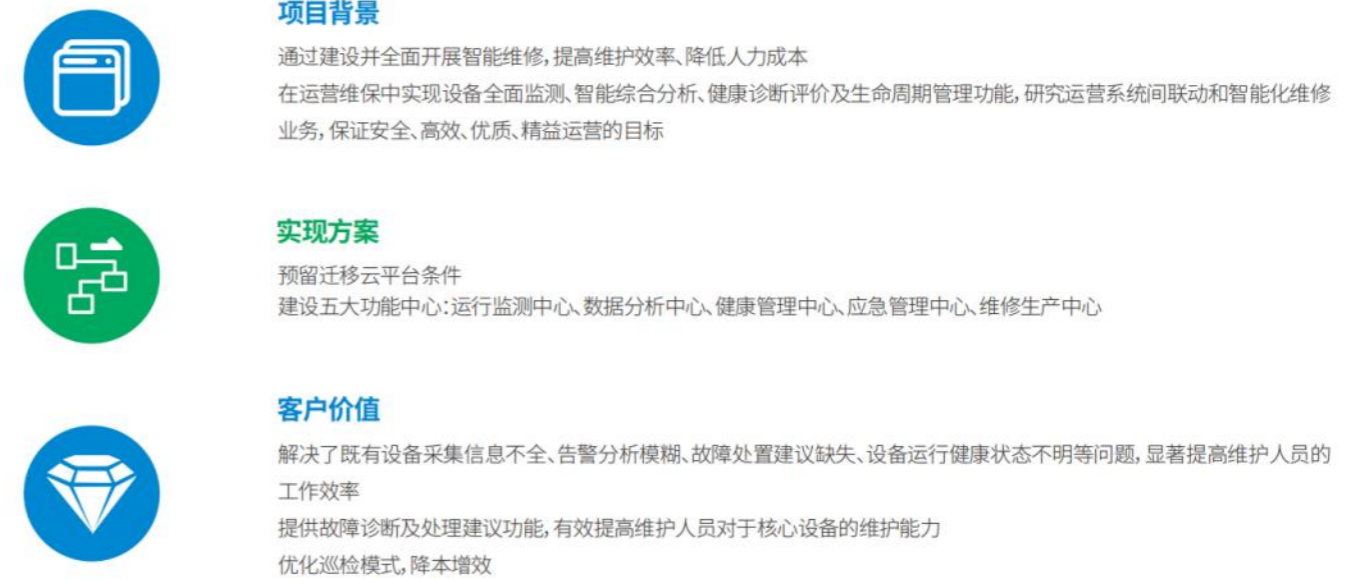 项目背景
通过建设并全面开展智能维修,提高维护效率、降低人力成本
在运营维保中实现设备全面监测、智能综合分析、健康诊断评价及生命周期管理功能,研究运营系统间联动和智能化维修
业务,保证安全、高效、优质、精益运营的目标
实现方案
预留迁移云平台条件
建设五大功能中心:运行监测中心、数据分析中心、健康管理中心、应急管理中心、维修生产中心
客户价值
解决了既有设备采集信息不全、告警分析模糊、故障处置建议缺失、设备运行健康状态不明等问题,显著提高维护人员的
工作效率
提供故障诊断及处理建议功能,有效提高维护人员对于核心设备的维护能力
优化巡检模式,降本增效